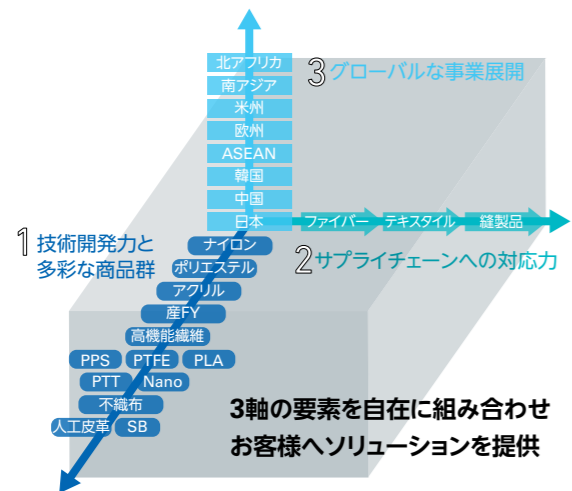 北アフリカ
3 グローバルな事業展開
南アジア
米州
欧州
ASEAN
韓国
中国
日本
ファイバー テキスタイル 縫製品
1 技術開発力と
多彩な商品群
2 サプライチェーンへの対応力
ナイロン
ポリエステル
アクリル
産FY
高機能繊維
PPS PTFE PLA
PTT Nano
不織布
人工皮革 SB
3軸の要素を自在に組み合わせ
お客様へソリューションを提供